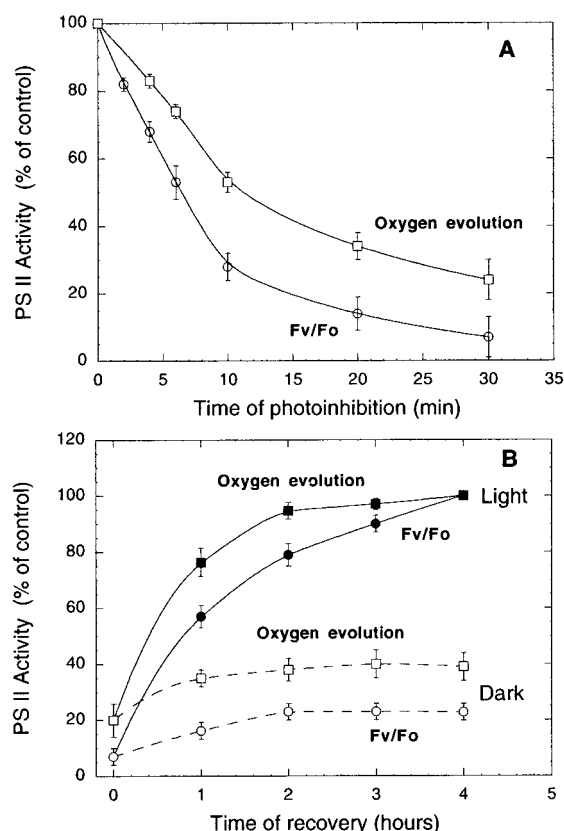 A
PS II Activity (% of control)
100
80
60
40
20
0
Oxygen evolution
Fv/Fo
0 5 10 15 20 25 30 35
Time of photoinhibition (min)
B
PS II Activity (% of control)
120
100
80
60
40
20
0
Oxygen evolution
Light
Fv/Fo
Oxygen evolution
Dark
Fv/Fo
0 1 2 3 4 5
Time of recovery (hours)